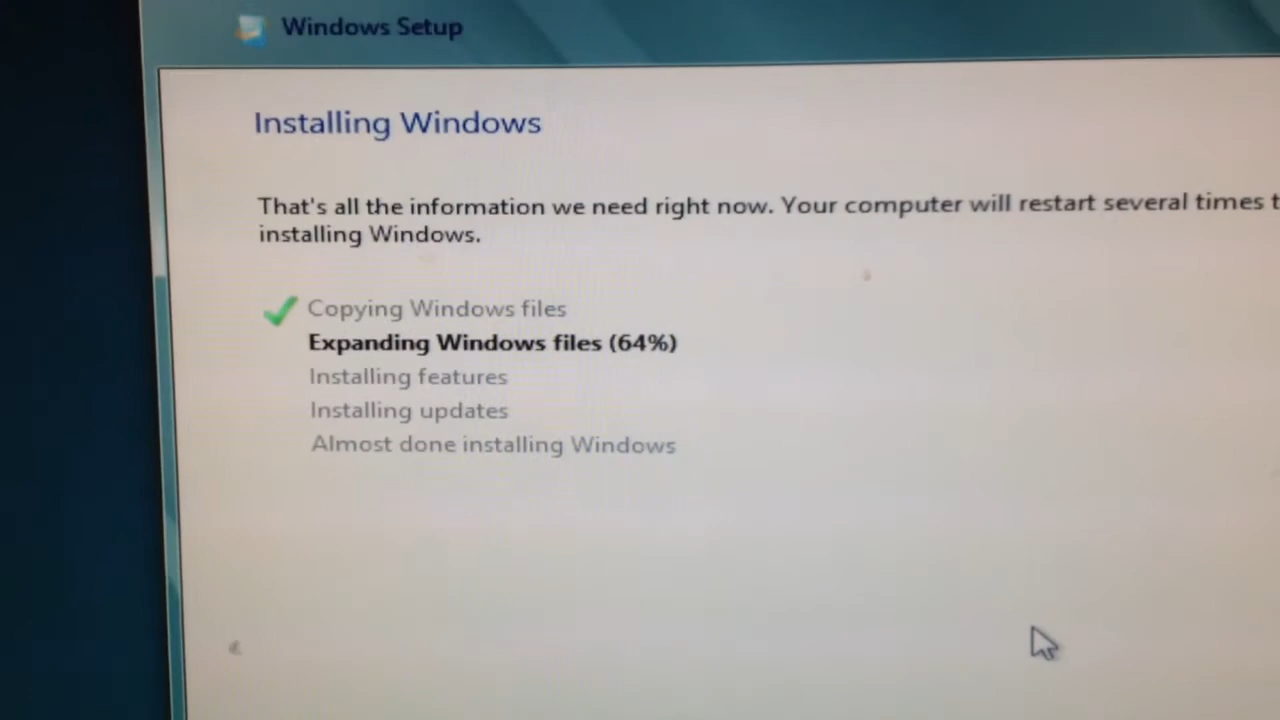 Windows Setup
Installing Windows
That's all the information we need right now. Your computer will restart several times
installing Windows.
Copying Windows files
Expanding Windows files (64%)
Installing features
Installing updates
Almost done installing Windows